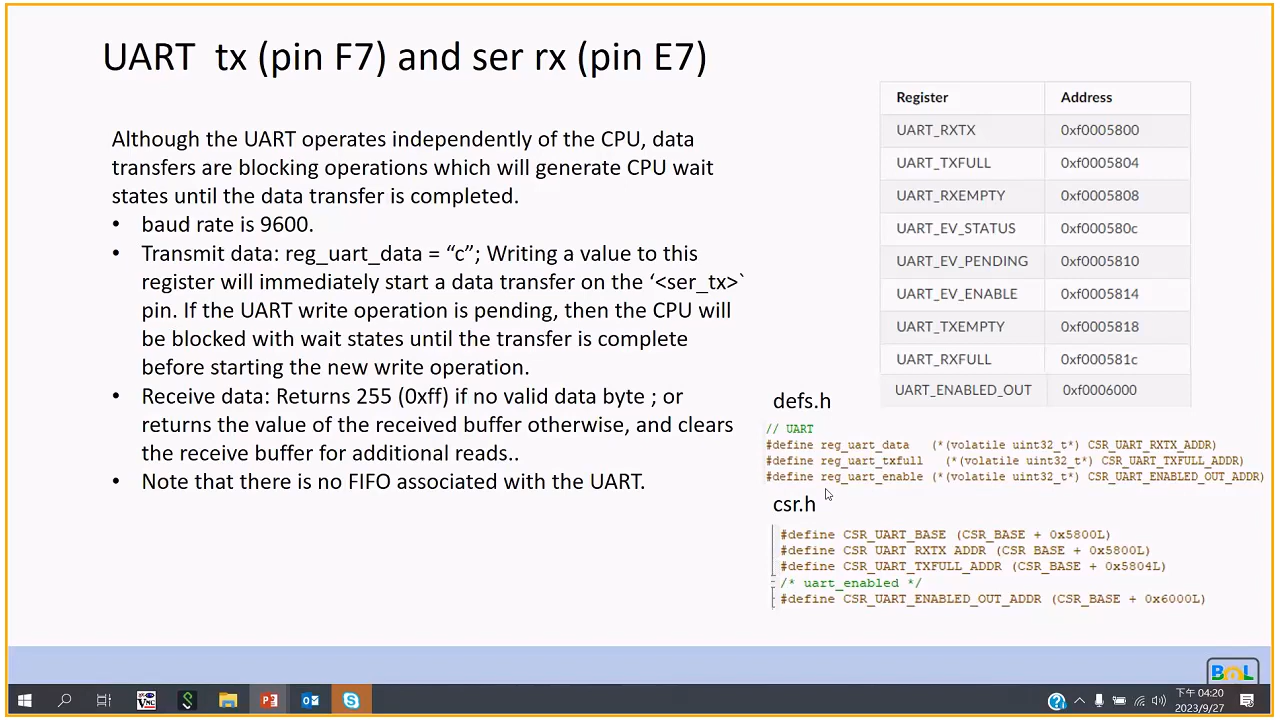 UART tx (pin F7) and ser rx (pin E7)
Although the UART operates independently of the CPU, data
transfers are blocking operations which will generate CPU wait
states until the data transfer is completed.
• baud rate is 9600.
• Transmit data: reg_uart_data = “c”; Writing a value to this
register will immediately start a data transfer on the ‘<ser_tx>`
pin. If the UART write operation is pending, then the CPU will
be blocked with wait states until the transfer is complete
before starting the new write operation.
• Receive data: Returns 255 (0xff) if no valid data byte ; or
returns the value of the received buffer otherwise, and clears
the receive buffer for additional reads..
• Note that there is no FIFO associated with the UART.
Register Address
UART_RXTX 0xf0005800
UART_TXFULL 0xf0005804
UART_RXEMPTY 0xf0005808
UART_EV_STATUS 0xf000580c
UART_EV_PENDING 0xf0005810
UART_EV_ENABLE 0xf0005814
UART_TXEMPTY 0xf0005818
UART_RXFULL 0xf000581c
UART_ENABLED_OUT 0xf0006000
defs.h
// UART
#define reg_uart_data (*(volatile uint32_t*) CSR_UART_RXTX_ADDR)
#define reg_uart_txfull (*(volatile uint32_t*) CSR_UART_TXFULL_ADDR)
#define reg_uart_enable (*(volatile uint32_t*) CSR_UART_ENABLED_OUT_ADDR)
csr.h
#define CSR_UART_BASE (CSR_BASE + 0x5800L)
#define CSR_UART_RXTX_ADDR (CSR_BASE + 0x5800L)
#define CSR_UART_TXFULL_ADDR (CSR_BASE + 0x5804L)
/* uart_enabled */
#define CSR_UART_ENABLED_OUT_ADDR (CSR_BASE + 0x6000L)
下午 04:20
2023/9/27